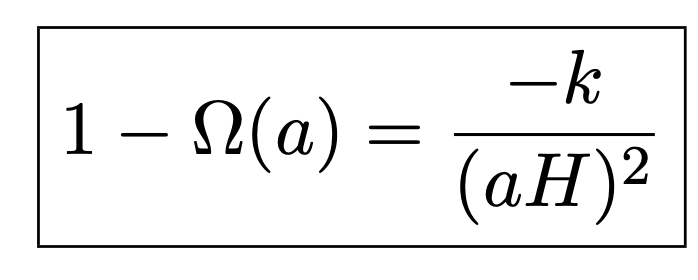 1 − Ω(a) = −k / (aH)²